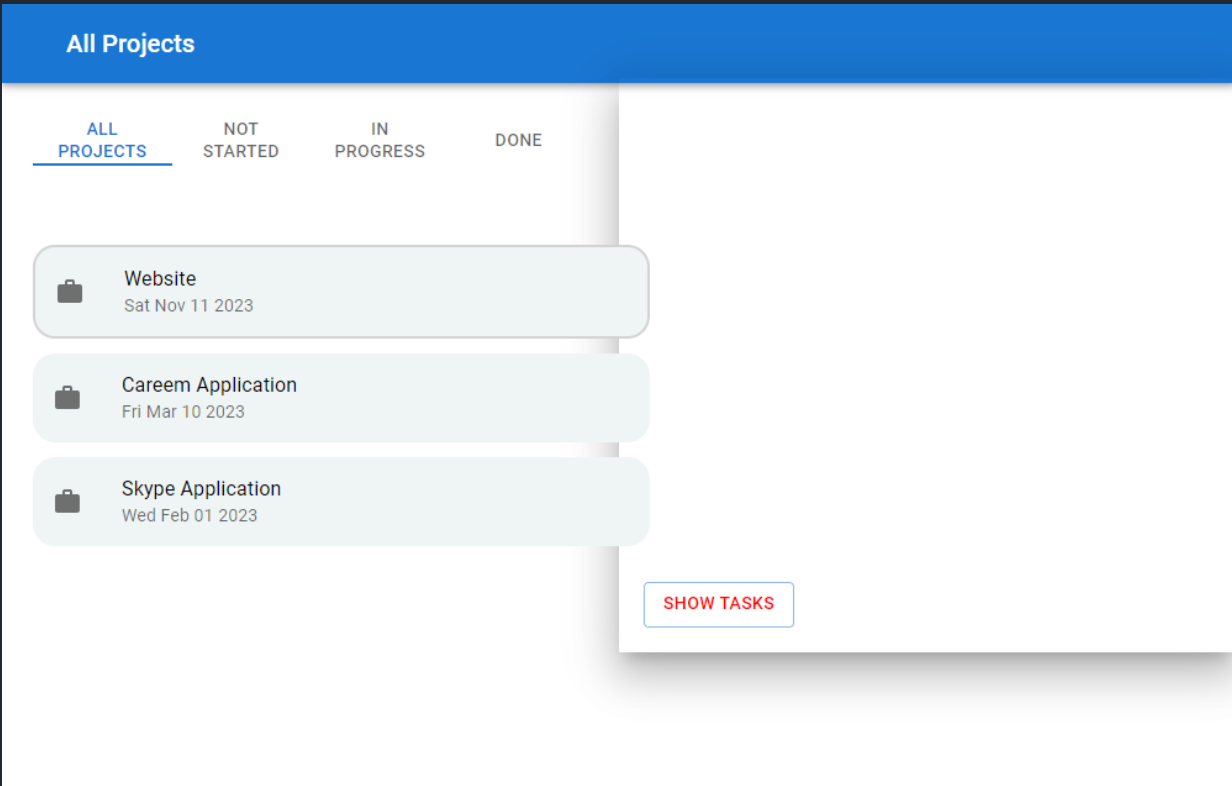 All Projects
ALL
PROJECTS
NOT
STARTED
IN
PROGRESS
DONE
Website
Sat Nov 11 2023
Careem Application
Fri Mar 10 2023
Skype Application
Wed Feb 01 2023
SHOW TASKS